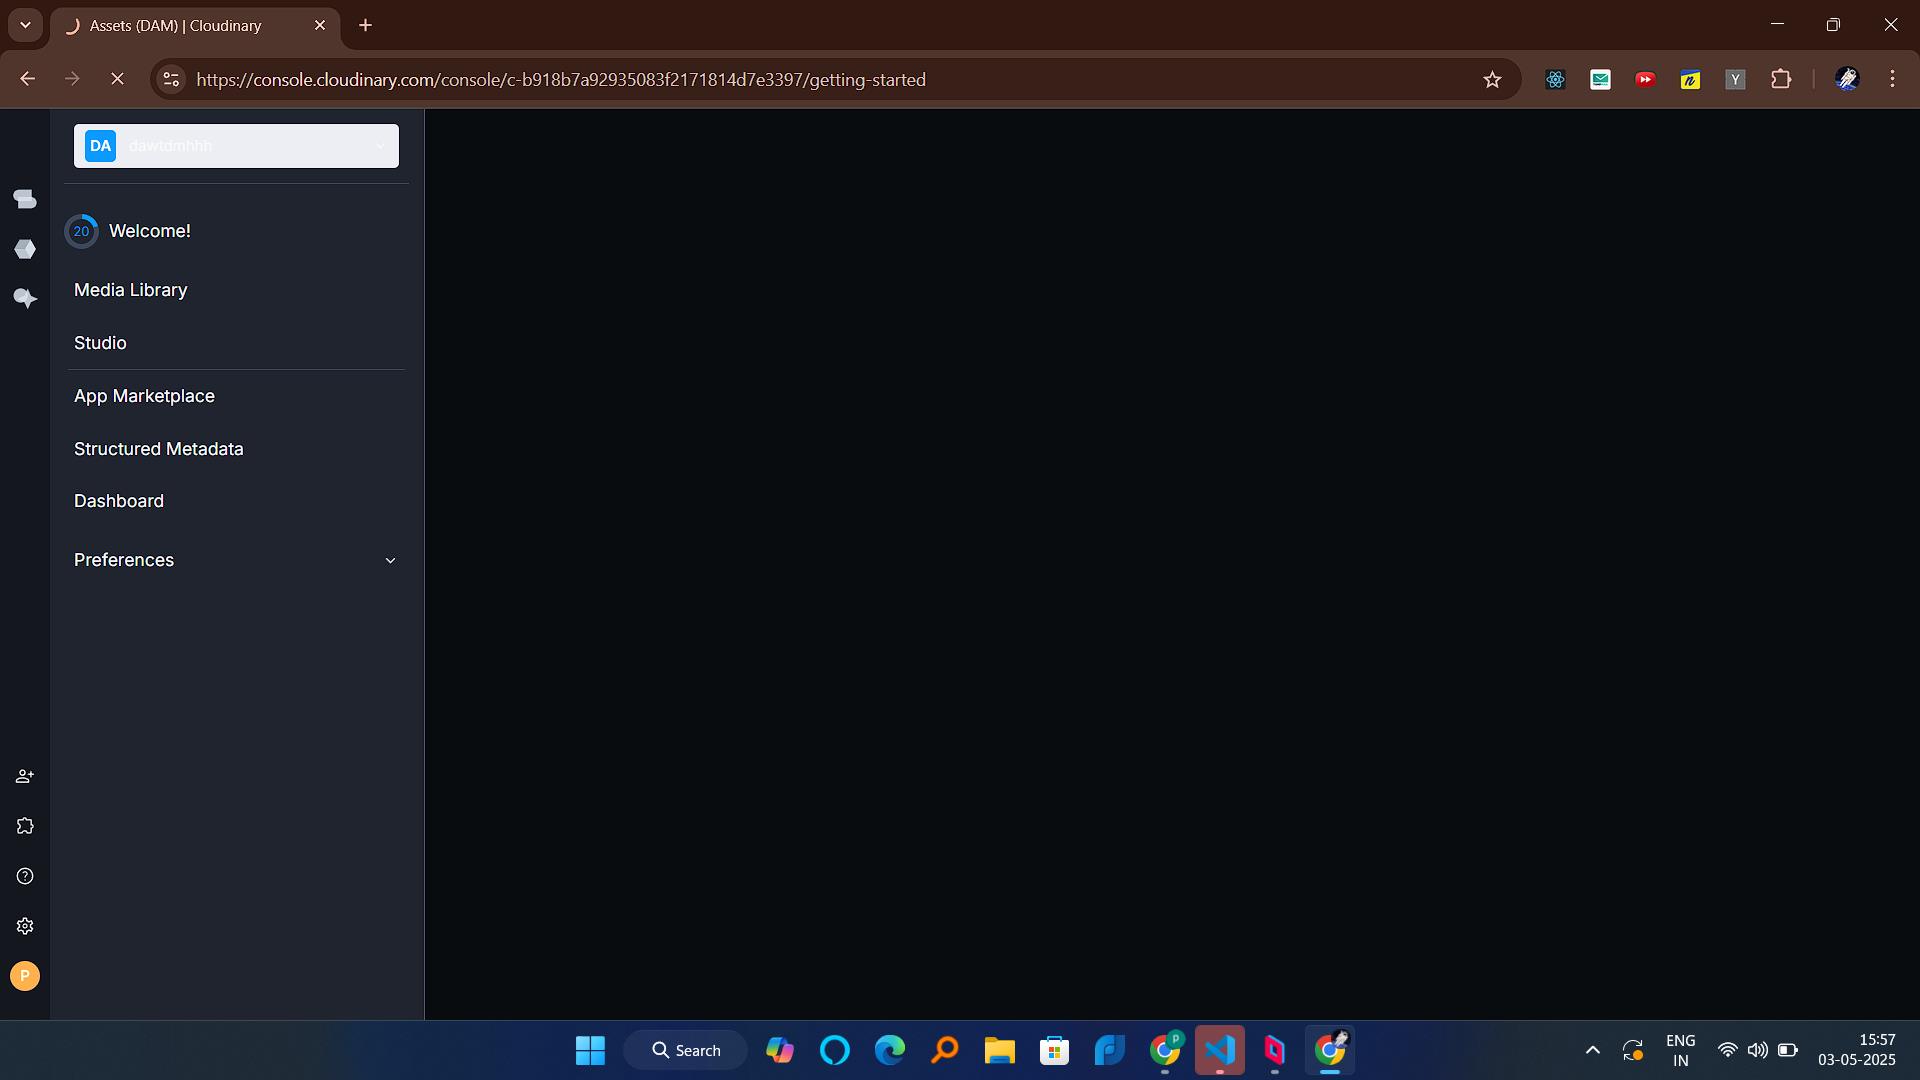 Assets (DAM) | Cloudinary
https://console.cloudinary.com/console/c-b918b7a92935083f2171814d7e3397/getting-started
DA dawtdmhhh
20 Welcome!
Media Library
Studio
App Marketplace
Structured Metadata
Dashboard
Preferences
P
Search
P
ENG
IN
15:57
03-05-2025
n
Y